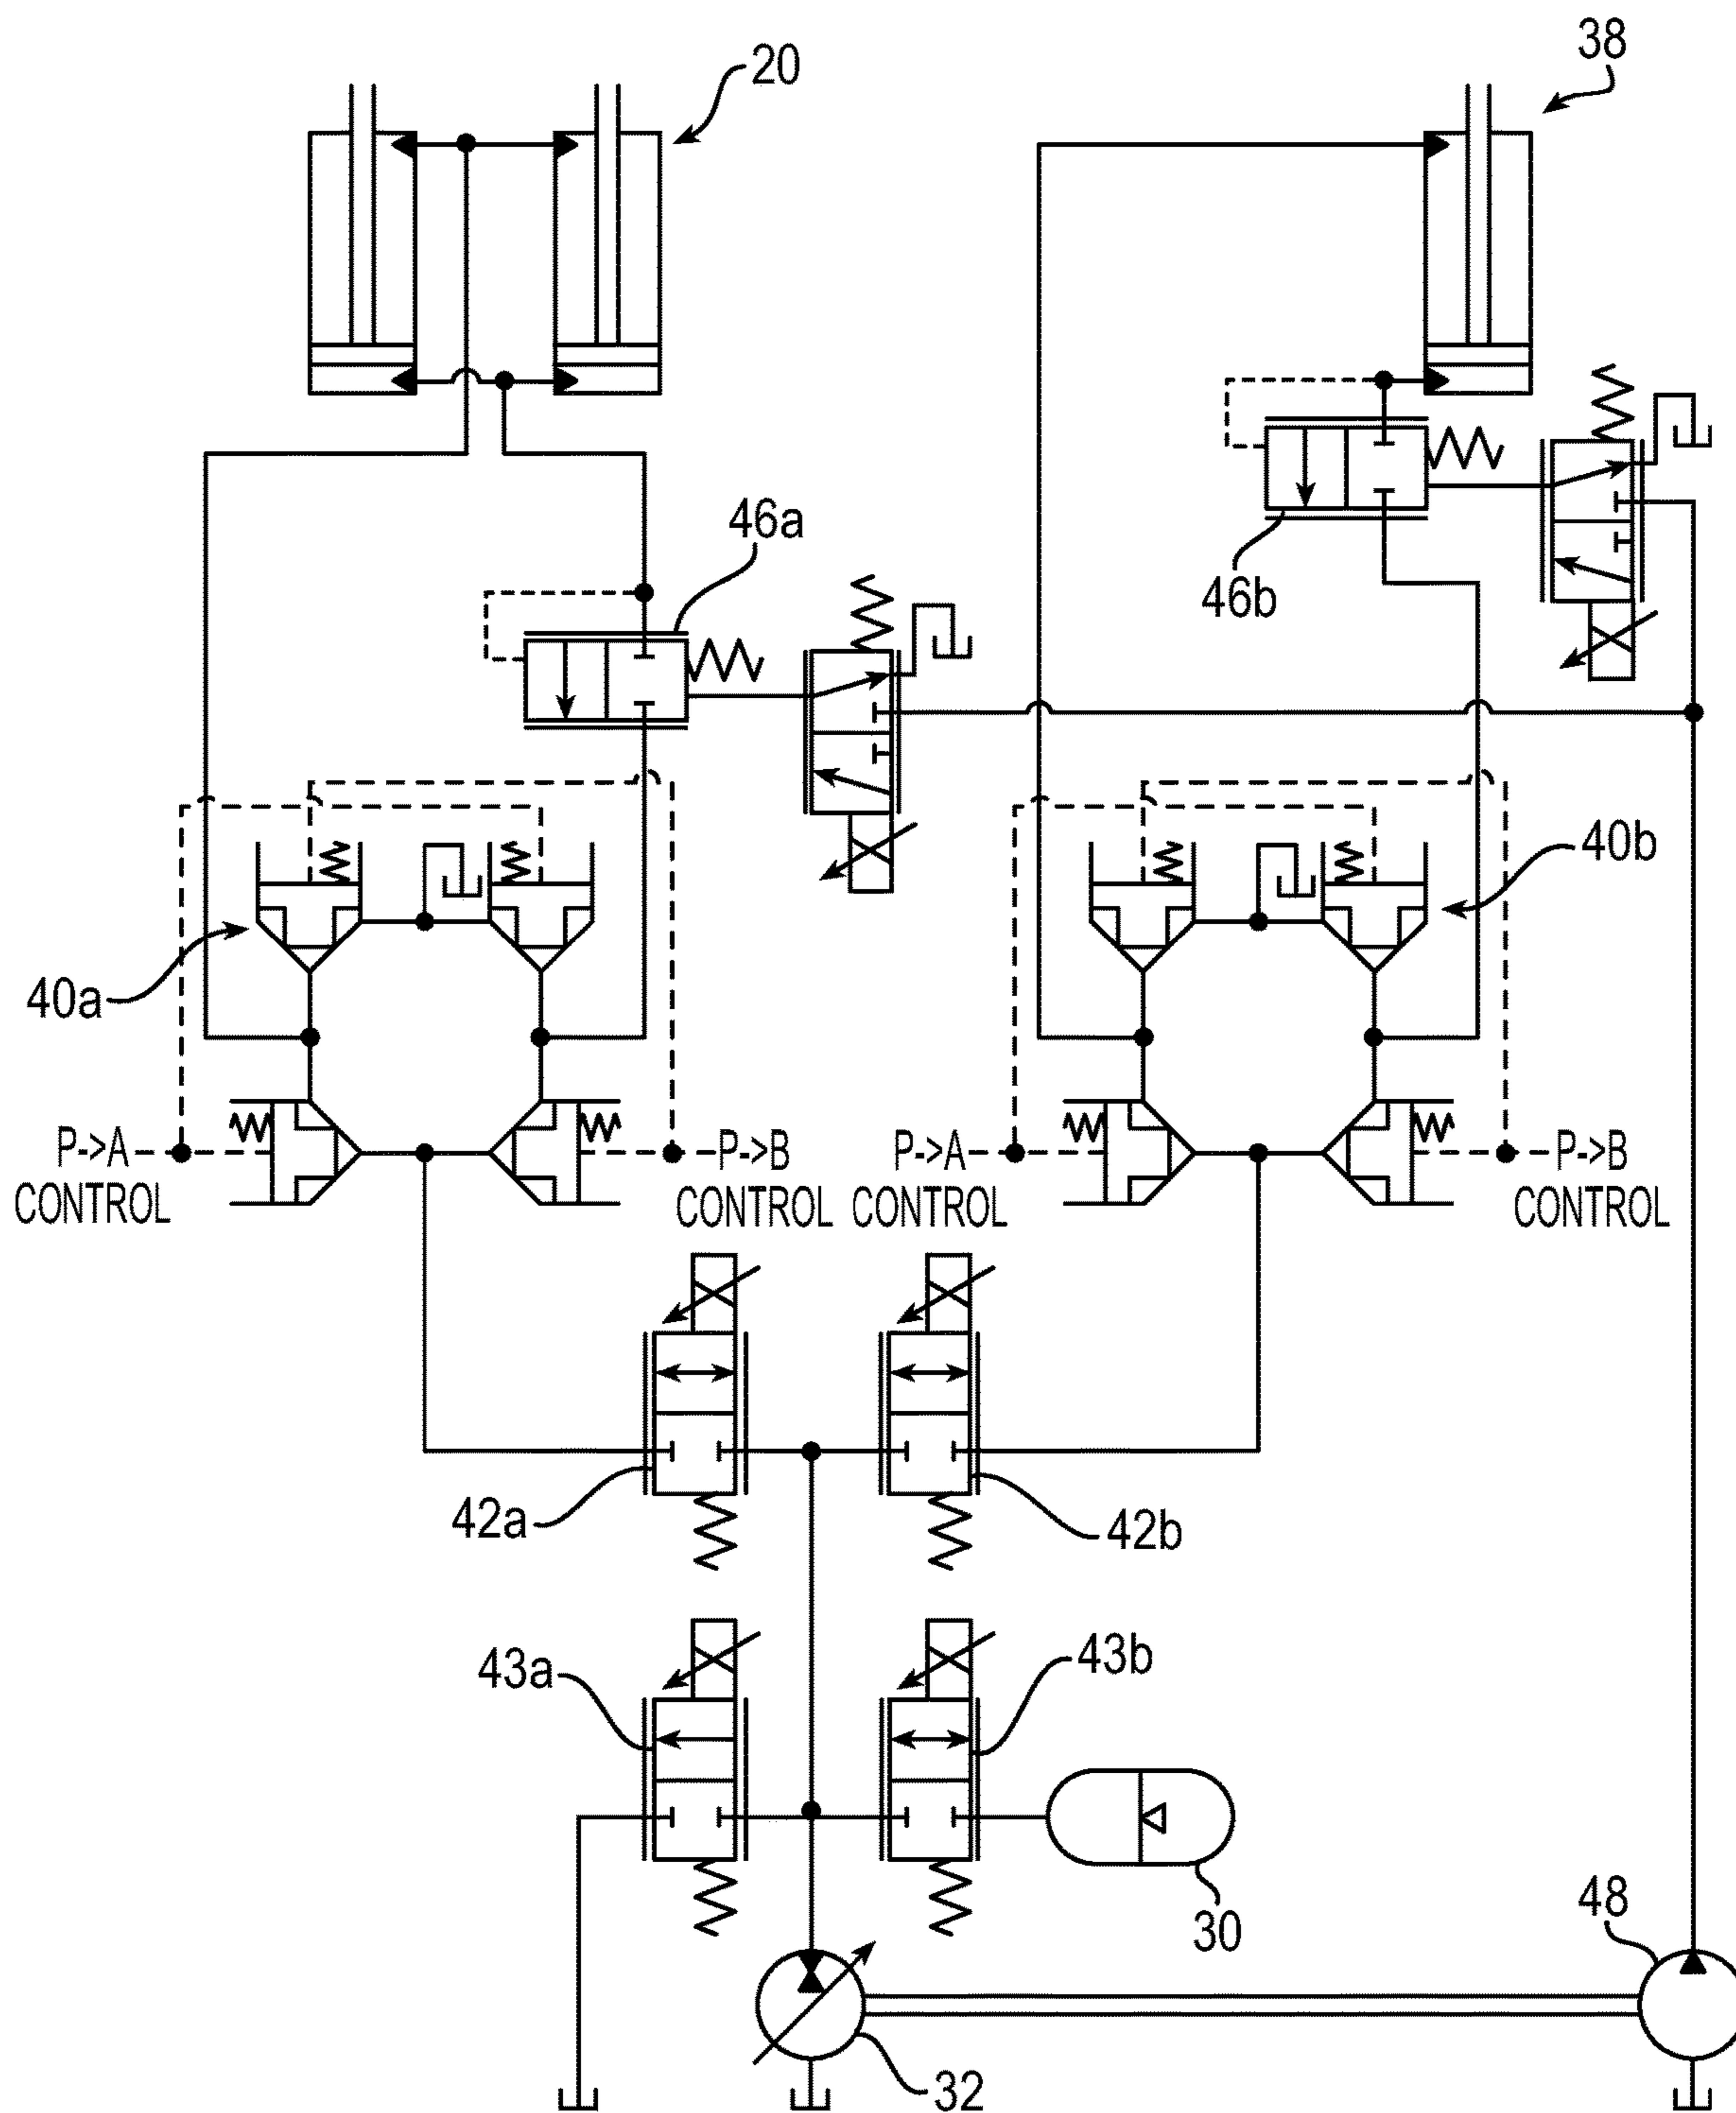 38
20
46a
46b
40b
40a
P->A
CONTROL
P->B
CONTROL
P->A
CONTROL
P->B
CONTROL
42a
42b
43a
43b
30
48
32